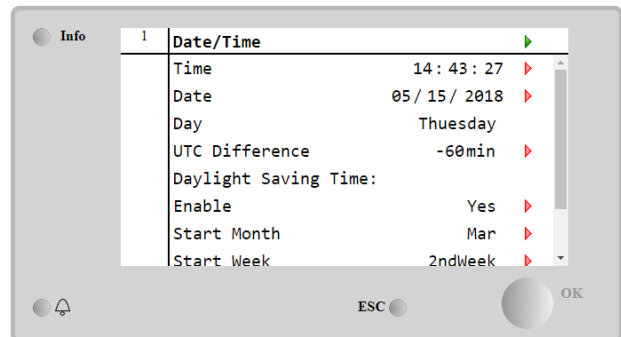 Info
1 Date/Time
Time 14:43:27
Date 05/15/2018
Day Thuesday
UTC Difference -60min
Daylight Saving Time:
Enable Yes
Start Month Mar
Start Week 2ndWeek
ESC
OK